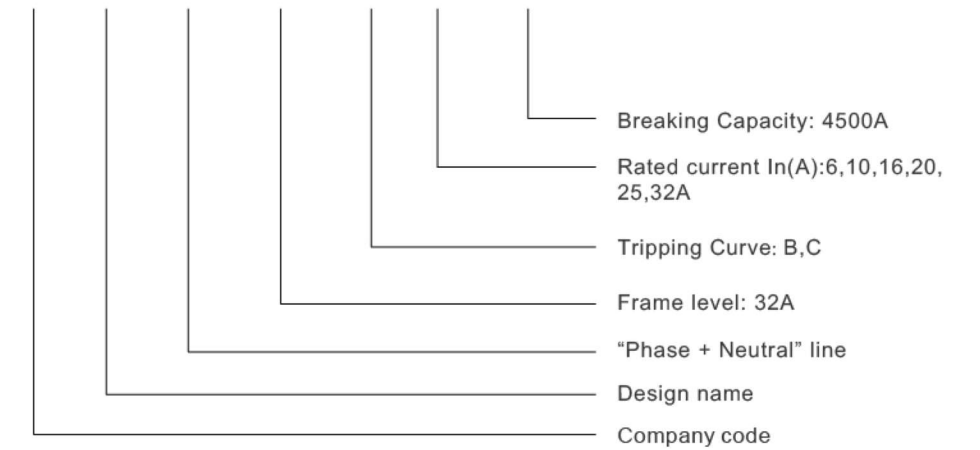 Breaking Capacity: 4500A
Rated current In(A):6,10,16,20,
25,32A
Tripping Curve: B,C
Frame level: 32A
“Phase + Neutral” line
Design name
Company code